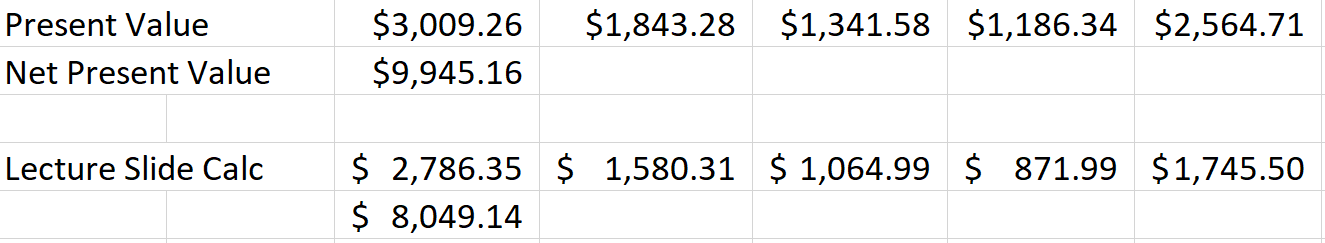 Present Value $3,009.26 $1,843.28 $1,341.58 $1,186.34 $2,564.71
Net Present Value $9,945.16
Lecture Slide Calc $ 2,786.35 $ 1,580.31 $ 1,064.99 $ 871.99 $1,745.50
$ 8,049.14